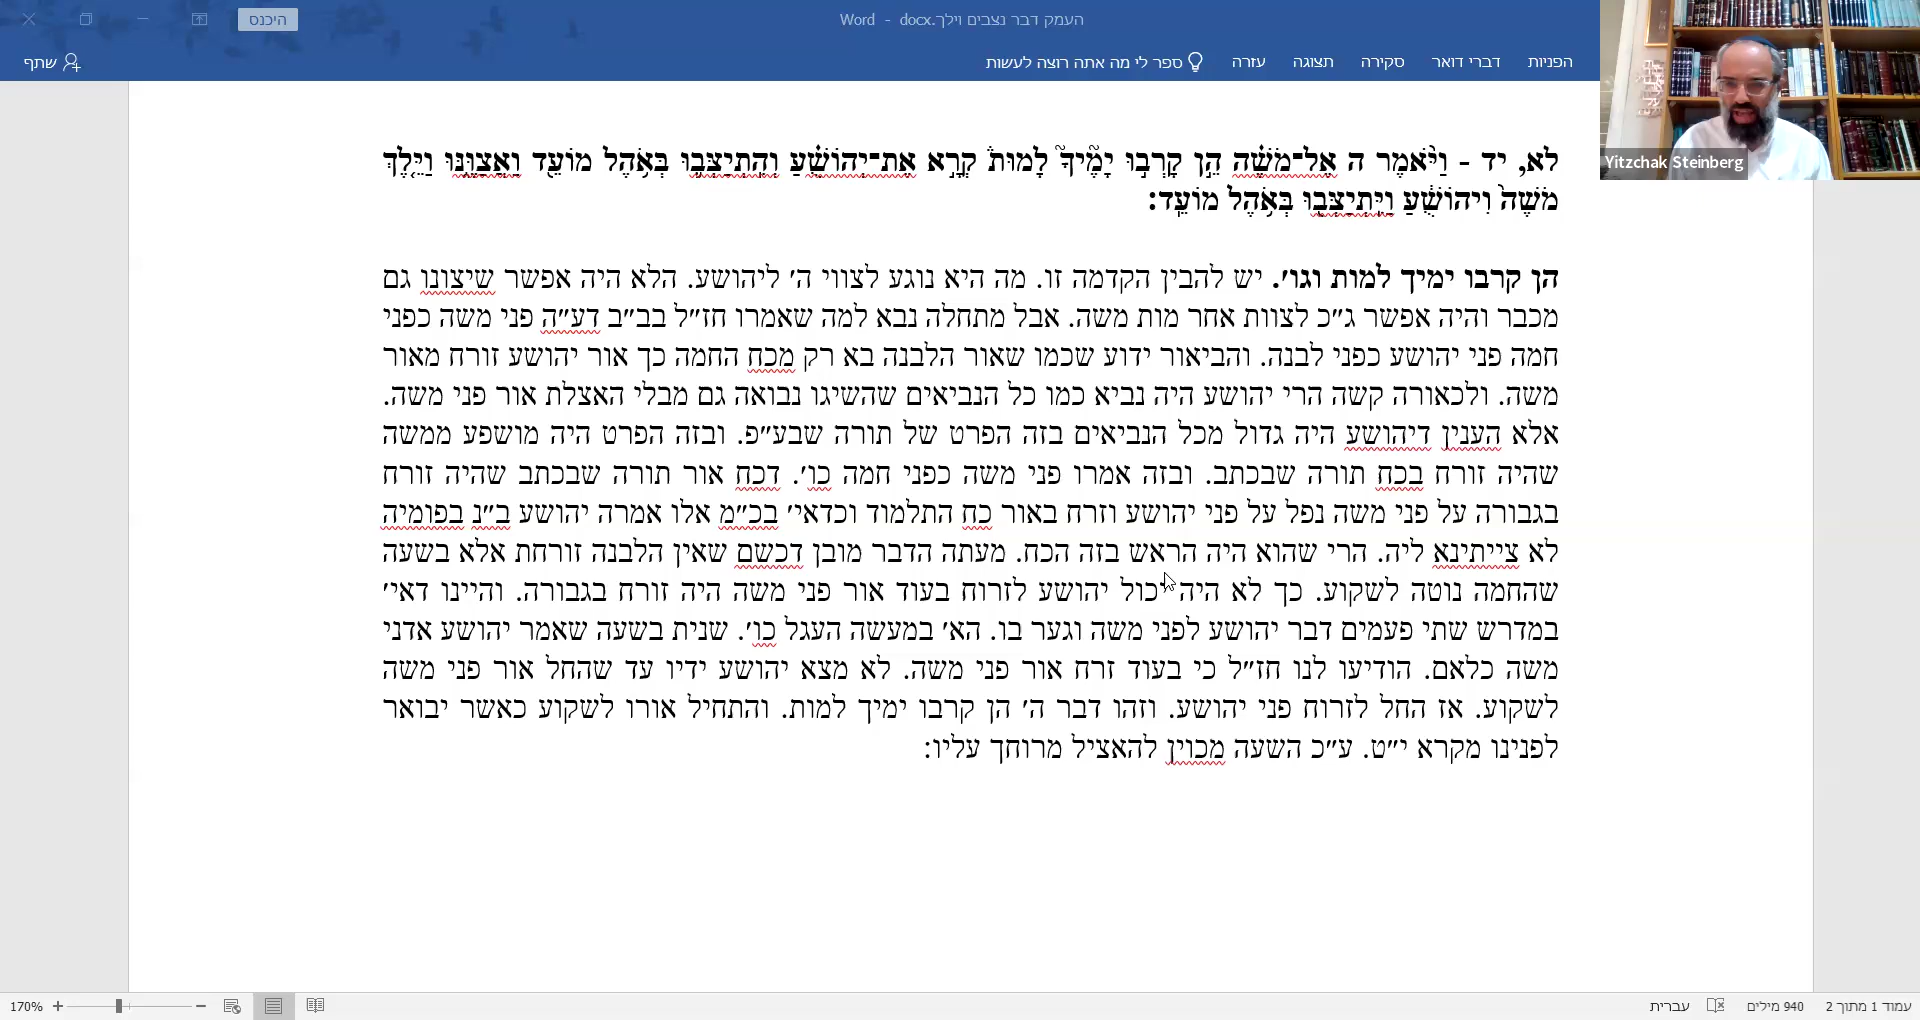 היכנס
העמק דבר נצבים וילך.docx - Word
הפניות דברי דואר סקירה תצוגה עזרה ספר לי מה אתה רוצה לעשות שתף
Yitzchak Steinberg
לא, יד - וַיֹּ֨אמֶר ה אֶל־מֹשֶׁ֗ה הֵ֣ן קָרְב֣וּ יָמֶ֘יךָ֮ לָמוּת֒ קְרָ֣א אֶת־יְהוֹשֻׁ֗עַ וְהִֽתְיַצְּב֛וּ בְּאֹ֥הֶל מוֹעֵ֖ד וַאֲצַוֶּ֑נּוּ וַיֵּ֤לֶךְ
מֹשֶׁה֙ וִיהוֹשֻׁ֔עַ וַיִּֽתְיַצְּב֖וּ בְּאֹ֥הֶל מוֹעֵֽד:
הן קרבו ימיך למות וגו׳. יש להבין הקדמה זו. מה היא נוגע לצווי ה׳ ליהושע. הלא היה אפשר שיצונו גם
מכבר והיה אפשר ג״כ לצוות אחר מות משה. אבל מתחלה נבא למה שאמרו חז״ל בב״ב דע״ה פני משה כפני
חמה פני יהושע כפני לבנה. והביאור ידוע שכמו שאור הלבנה בא רק מכח החמה כך אור יהושע זורח מאור
משה. ולכאורה קשה הרי יהושע היה נביא כמו כל הנביאים שהשיגו נבואה גם מבלי האצלת אור פני משה.
אלא הענין דיהושע היה גדול מכל הנביאים בזה הפרט של תורה שבע״פ. ובזה הפרט היה מושפע ממשה
שהיה זורח בכח תורה שבכתב. ובזה אמרו פני משה כפני חמה כו׳. דכח אור תורה שבכתב שהיה זורח
בגבורה על פני משה נפל על פני יהושע וזרח באור כח התלמוד וכדאי׳ בכ״מ אלו אמרה יהושע ב״נ בפומיה
לא צייתינא ליה. הרי שהוא היה הראש בזה הכח. מעתה הדבר מובן דכשם שאין הלבנה זורחת אלא בשעה
שהחמה נוטה לשקוע. כך לא היה יכול יהושע לזרוח בעוד אור פני משה היה זורח בגבורה. והיינו דאי׳
במדרש שתי פעמים דבר יהושע לפני משה וגער בו. הא׳ במעשה העגל כו׳. שנית בשעה שאמר יהושע אדני
משה כלאם. הודיעו לנו חז״ל כי בעוד זרח אור פני משה. לא מצא יהושע ידיו עד שהחל אור פני משה
לשקוע. אז החל לזרוח פני יהושע. וזהו דבר ה׳ הן קרבו ימיך למות. והתחיל אורו לשקוע כאשר יבואר
לפנינו מקרא י״ט. ע״כ השעה מכוין להאציל מרוחך עליו:
עמוד 1 מתוך 2 940 מילים עברית 170%